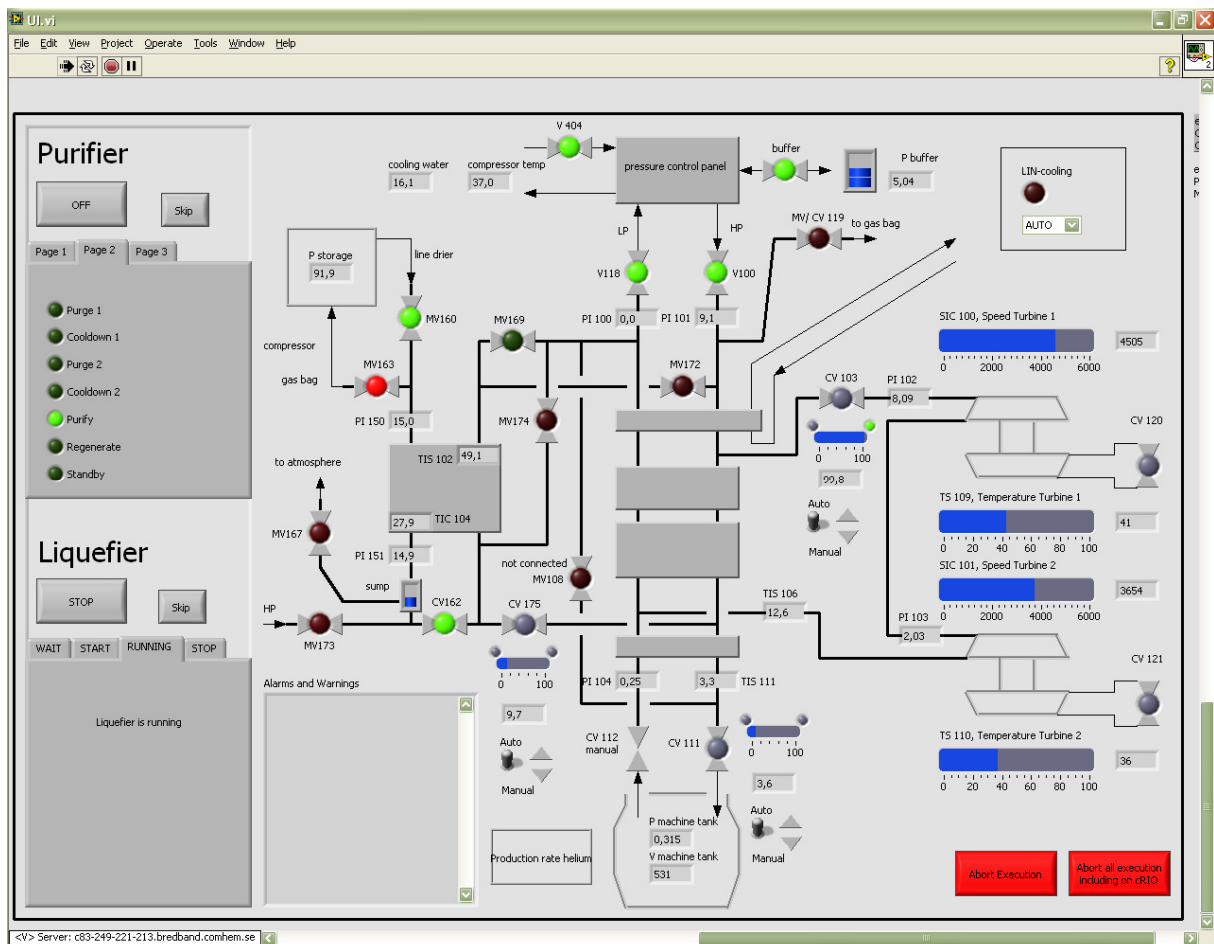 UI.vi
File Edit View Project Operate Tools Window Help
2
Purifier
OFF
Skip
Page 1 Page 2 Page 3
Purge 1
Cooldown 1
Purge 2
Cooldown 2
Purify
Regenerate
Standby
Liquefier
STOP
Skip
WAIT START RUNNING STOP
Liquefier is running
V 404
cooling water
16,1
compressor temp
37,0
pressure control panel
buffer
P buffer
5,04
LIN-cooling
AUTO
MV/ CV 119
to gas bag
LP
HP
P storage
91,9
line drier
V118
V100
MV160
MV169
PI 100 0,0
PI 101 9,1
compressor
gas bag
MV163
MV172
PI 150 15,0
MV174
TIS 102 49,1
27,9 TIC 104
to atmosphere
MV167
PI 151 14,9
sump
not connected
MV108
HP
MV173
CV162
CV 175
0 100
9,7
Auto
Manual
CV 103
PI 102
8,09
0 100
99,8
Auto
Manual
SIC 100, Speed Turbine 1
4505
0 2000 4000 6000
CV 120
TS 109, Temperature Turbine 1
41
0 20 40 60 80 100
SIC 101, Speed Turbine 2
3654
0 2000 4000 6000
TIS 106
12,6
PI 103
2,03
CV 121
TS 110, Temperature Turbine 2
36
0 20 40 60 80 100
PI 104 0,25
3,3 TIS 111
CV 112
manual
CV 111
0 100
3,6
Auto
Manual
P machine tank
0,315
V machine tank
531
Alarms and Warnings
Production rate helium
Abort Execution
Abort all execution
including on cRIO
<V> Server: c83-249-221-213.bredband.comhem.se